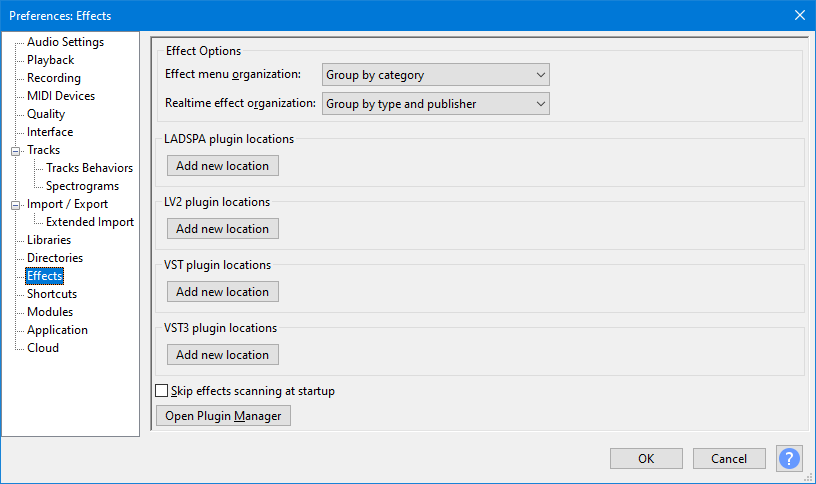 Preferences: Effects
Audio Settings
Playback
Recording
MIDI Devices
Quality
Interface
Tracks
Tracks Behaviors
Spectrograms
Import / Export
Extended Import
Libraries
Directories
Effects
Shortcuts
Modules
Application
Cloud
Effect Options
Effect menu organization: Group by category
Realtime effect organization: Group by type and publisher
LADSPA plugin locations
Add new location
LV2 plugin locations
Add new location
VST plugin locations
Add new location
VST3 plugin locations
Add new location
Skip effects scanning at startup
Open Plugin Manager
OK Cancel ?